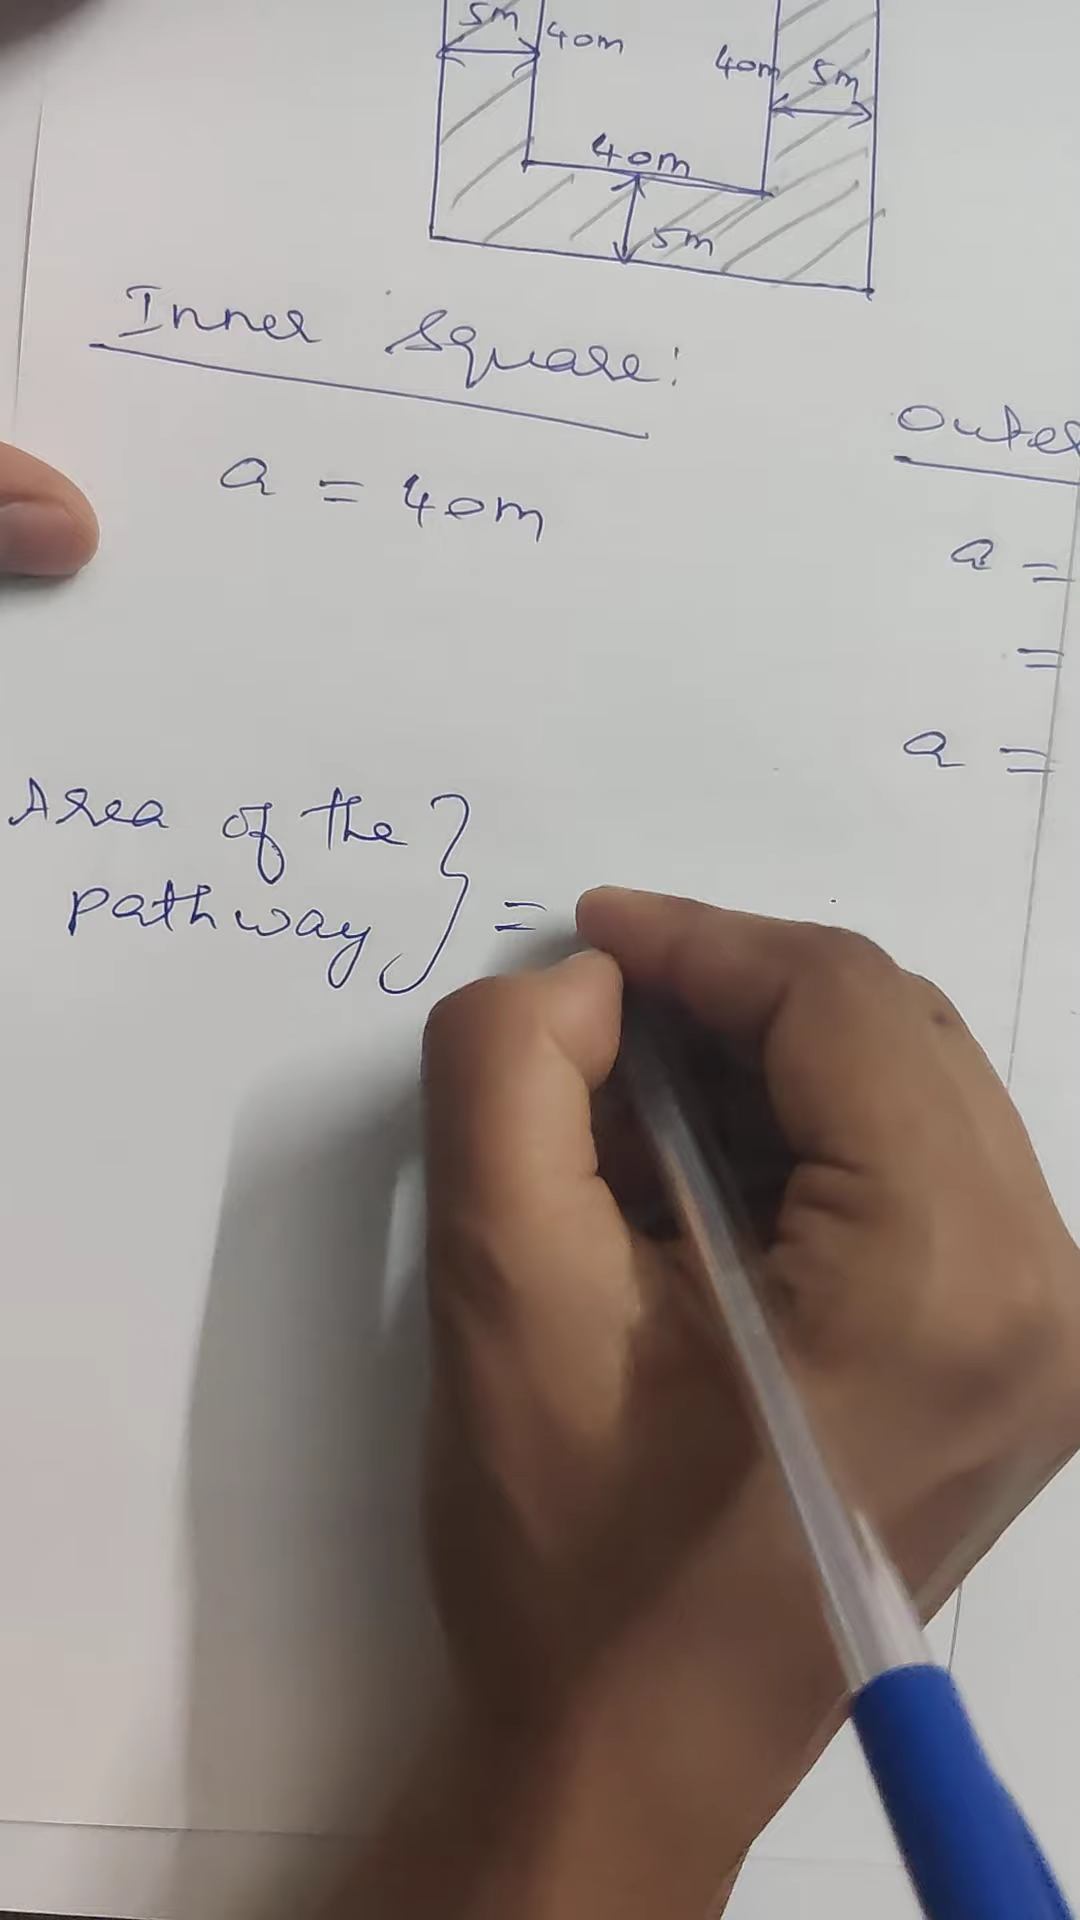 5m 40m 40m 5m
40m
5m
Inner Square:
a = 40m
Outer
a =
=
a =
Area of the
pathway } =